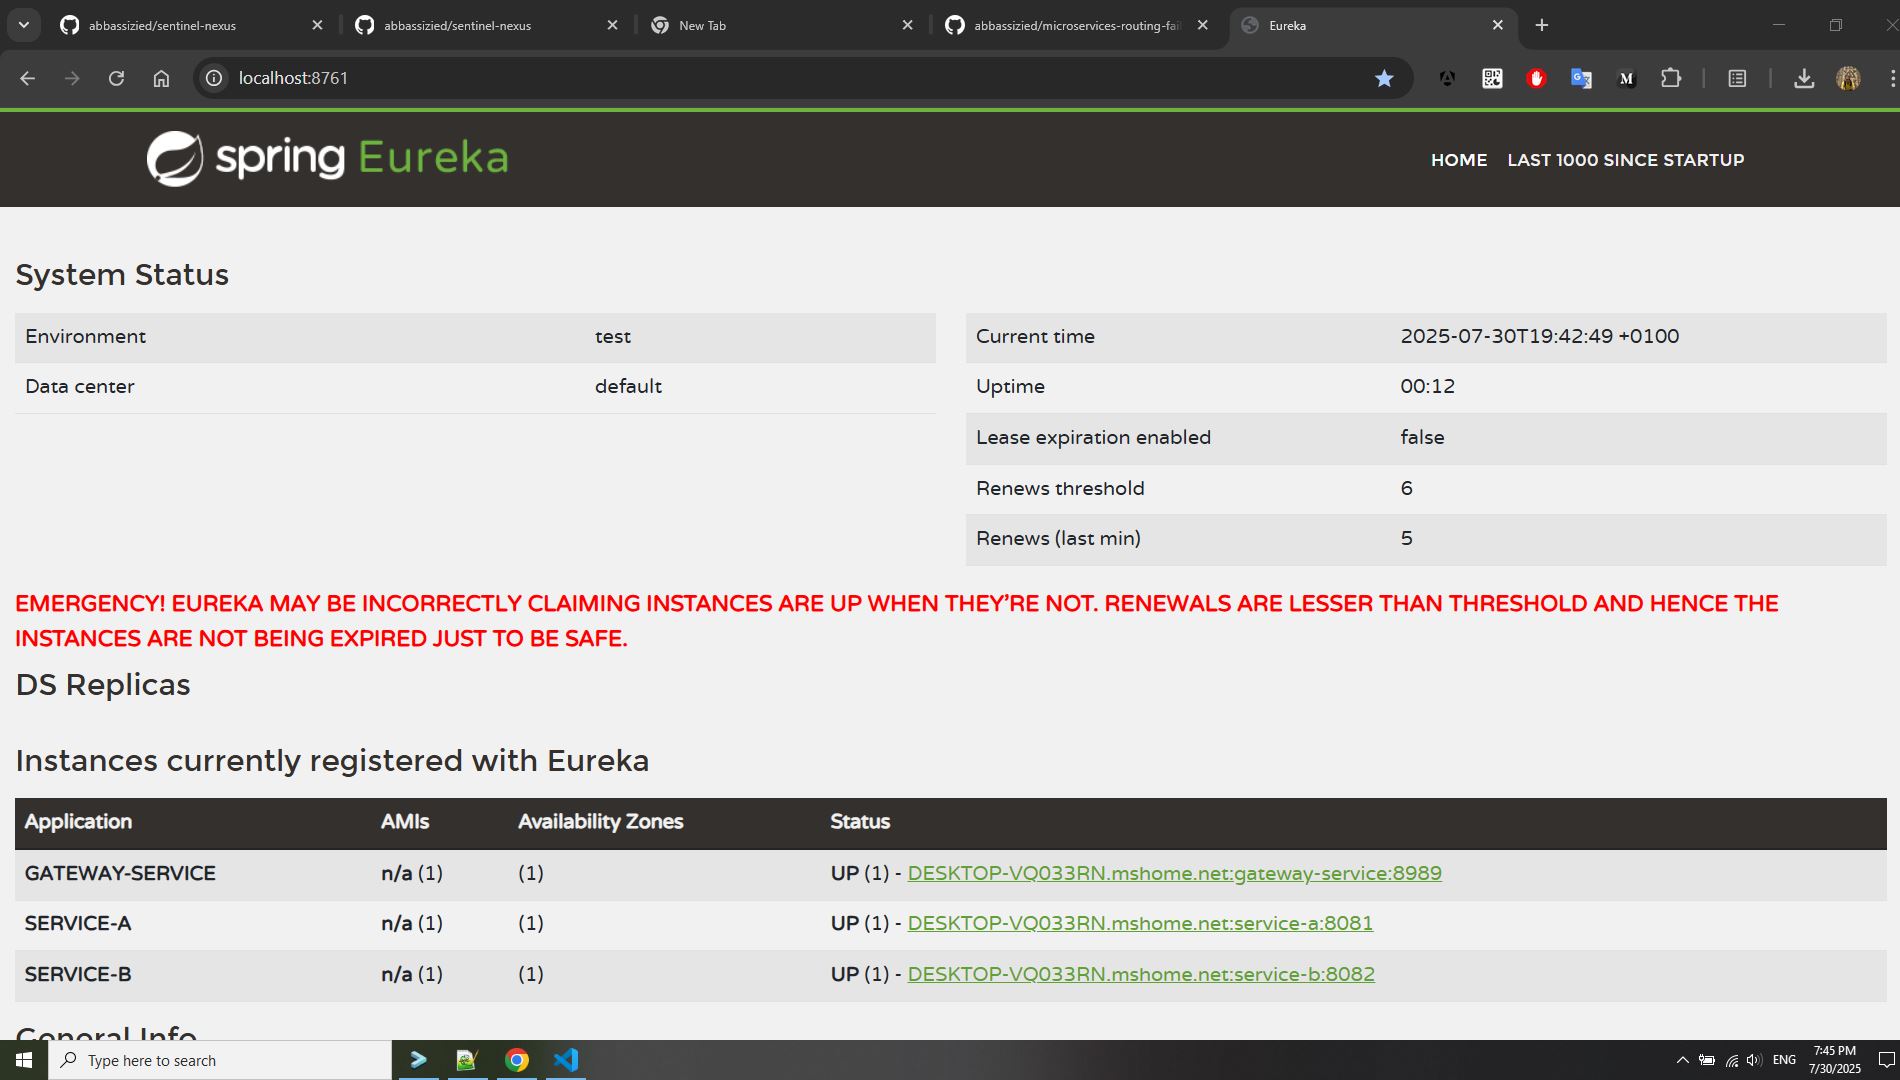 abbassizied/sentinel-nexus
abbassizied/sentinel-nexus
New Tab
abbassizied/microservices-routing-fail
Eureka
localhost:8761
spring Eureka
HOME LAST 1000 SINCE STARTUP
System Status
Environment test
Data center default
Current time 2025-07-30T19:42:49 +0100
Uptime 00:12
Lease expiration enabled false
Renews threshold 6
Renews (last min) 5
EMERGENCY! EUREKA MAY BE INCORRECTLY CLAIMING INSTANCES ARE UP WHEN THEY'RE NOT. RENEWALS ARE LESSER THAN THRESHOLD AND HENCE THE
INSTANCES ARE NOT BEING EXPIRED JUST TO BE SAFE.
DS Replicas
Instances currently registered with Eureka
Application AMIs Availability Zones Status
GATEWAY-SERVICE n/a (1) (1) UP (1) - DESKTOP-VQ033RN.mshome.net:gateway-service:8989
SERVICE-A n/a (1) (1) UP (1) - DESKTOP-VQ033RN.mshome.net:service-a:8081
SERVICE-B n/a (1) (1) UP (1) - DESKTOP-VQ033RN.mshome.net:service-b:8082
General Info
Type here to search
ENG
7:45 PM
7/30/2025